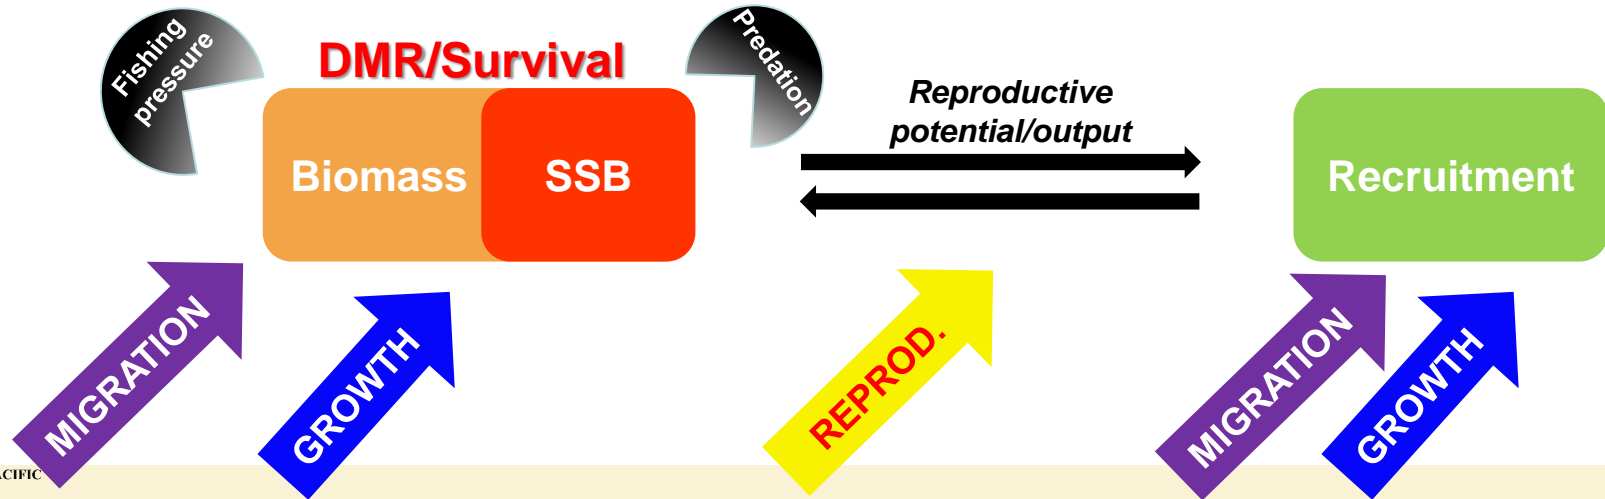 Fishing
pressure
DMR/Survival
Predation
Reproductive
potential/output
Biomass
SSB
Recruitment
MIGRATION
GROWTH
REPROD.
MIGRATION
GROWTH